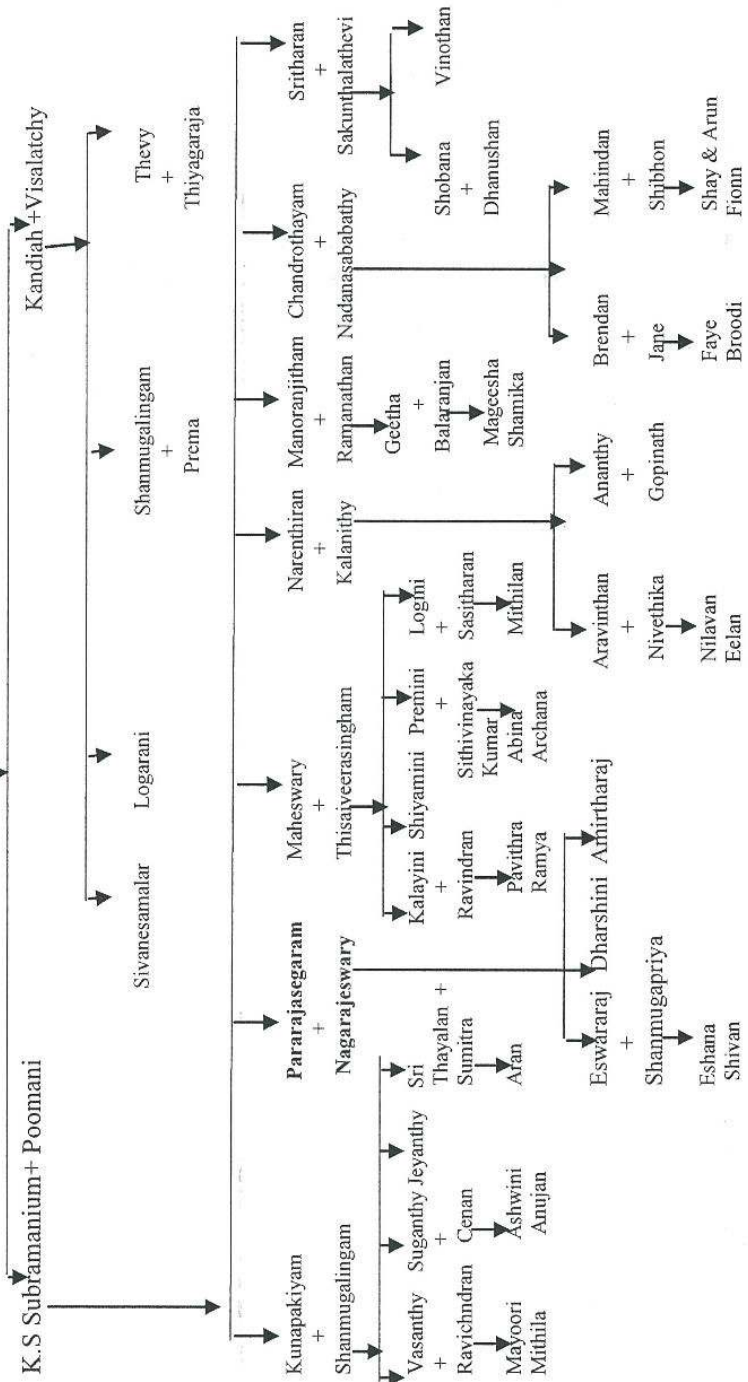 K.S Subramanium+ Poomani
Kandiah +Visalatchy
Sivanesamalar
Logarani
Shanmugalingam
+
Prema
Thevy
+
Thiyagaraja
Kunapakiyam
+
Shanmugalingam
Pararajasegaram
+
Nagarajeswary
Maheswary
+
Thisaiveerasingham
Narenthiran
+
Kalanithy
Manoranjitham
+
Ramanathan
Chandrothayam
+
Nadanasababathy
Sritharan
+
Sakunthalathevi
Vasanthy
+
Ravichndran
Mayoori
Mithila
Suganthy
+
Cenan
Ashwini
Anujan
Jeyanthy
Sri
Thayalan +
Sumitra
Aran
Kalayini
+
Ravindran
Pavithra
Ramya
Shiyamini
Premini
+
Sithivinayaka
Kumar
Abina
Archana
Logini
+
Sasitharan
Mithilan
Geetha
+
Balaranjan
Mageesha
Shamika
Shobana
+
Dhanushan
Vinothan
Eswararaj
+
Shanmugapriya
Eshana
Shivan
Dharshini
Amirtharaj
Aravinthan
+
Nivethika
Nilavan
Eelan
Ananthy
+
Gopinath
Brendan
+
Jane
Faye
Broodi
Mahindan
+
Shibhon
Shay & Arun
Fionn